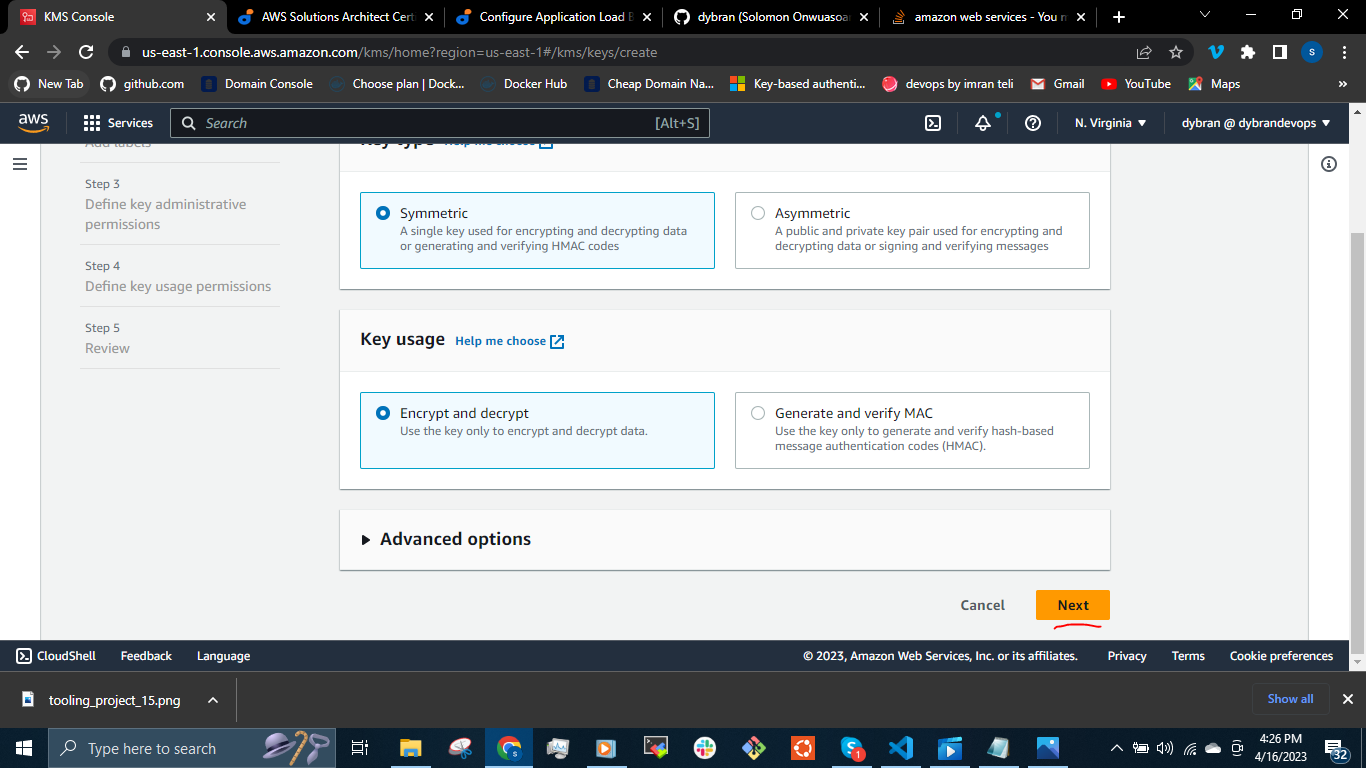 KMS Console
AWS Solutions Architect Cert
Configure Application Load B
dybran (Solomon Onwuasoa
amazon web services - You n
us-east-1.console.aws.amazon.com/kms/home?region=us-east-1#/kms/keys/create
S
New Tab
github.com
Domain Console
Choose plan | Dock...
Docker Hub
Cheap Domain Na...
Key-based authenti...
devops by imran teli
Gmail
YouTube
Maps
»
aws
Services
Search
[Alt+S]
N. Virginia
dybran @ dybrandevops
Add labels
Step 3
Define key administrative
permissions
Step 4
Define key usage permissions
Step 5
Review
Key type Help me choose
Symmetric
A single key used for encrypting and decrypting data
or generating and verifying HMAC codes
Asymmetric
A public and private key pair used for encrypting and
decrypting data or signing and verifying messages
Key usage Help me choose
Encrypt and decrypt
Use the key only to encrypt and decrypt data.
Generate and verify MAC
Use the key only to generate and verify hash-based
message authentication codes (HMAC).
Advanced options
Cancel
Next
CloudShell
Feedback
Language
© 2023, Amazon Web Services, Inc. or its affiliates.
Privacy
Terms
Cookie preferences
tooling_project_15.png
Show all
Type here to search
1
4:26 PM
4/16/2023
32